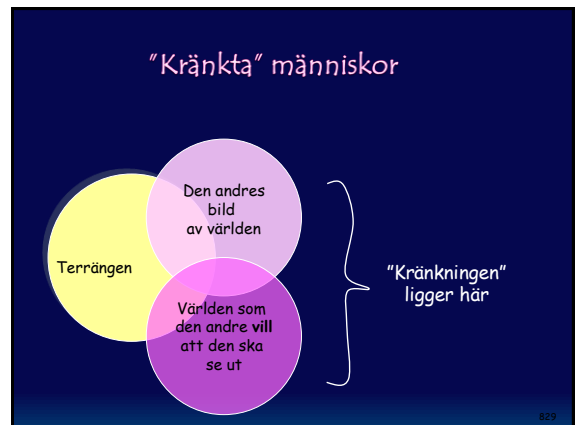 "Kränkta" människor
Den andres
bild
av världen
Terrängen
"Kränkningen"
ligger här
Världen som
den andre vill
att den ska
se ut
829